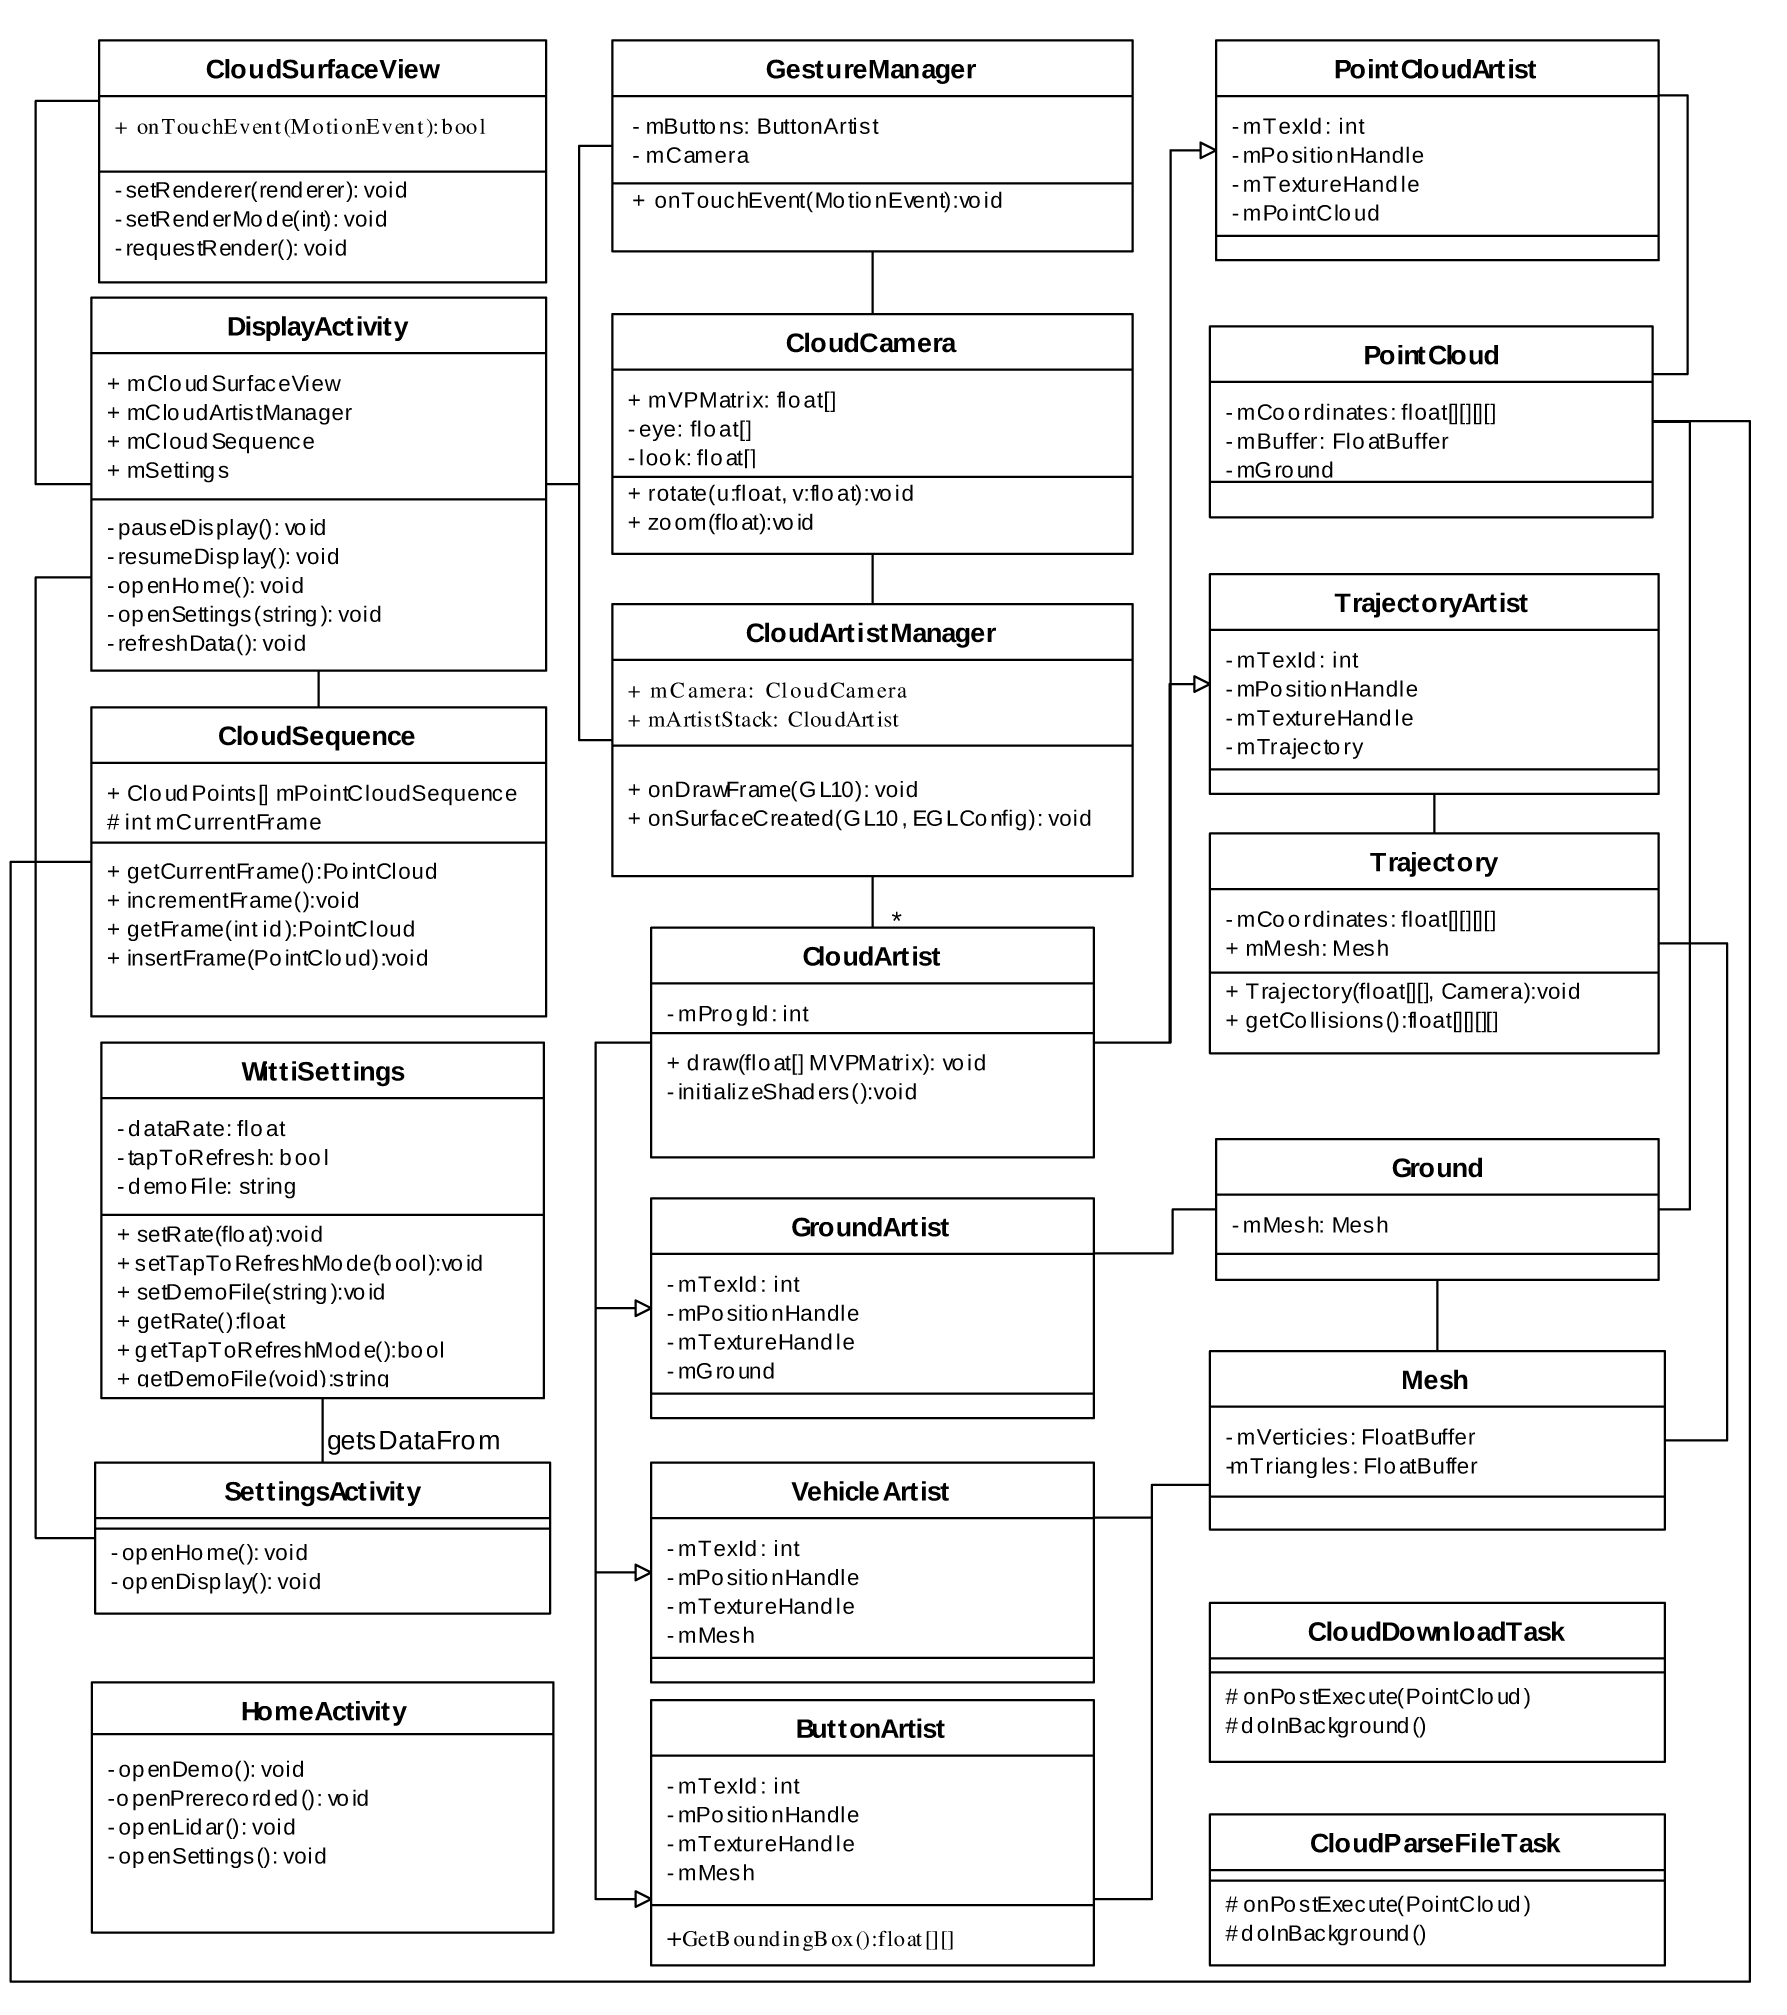 CloudSurfaceView
+ onTouchEvent(MotionEvent):bool
- setRenderer(renderer): void
- setRenderMode(int): void
- requestRender(): void
DisplayActivity
+ mCloudSurfaceView
+ mCloudArtistManager
+ mCloudSequence
+ mSettings
- pauseDisplay(): void
- resumeDisplay(): void
- openHome(): void
- openSettings(string): void
- refreshData(): void
CloudSequence
+ CloudPoints[] mPointCloudSequence
# int mCurrentFrame
+ getCurrentFrame():PointCloud
+ incrementFrame():void
+ getFrame(int id):PointCloud
+ insertFrame(PointCloud):void
WittiSettings
- dataRate: float
- tapToRefresh: bool
- demoFile: string
+ setRate(float):void
+ setTapToRefreshMode(bool):void
+ setDemoFile(string):void
+ getRate():float
+ getTapToRefreshMode():bool
+ getDemoFile(void):string
getsDataFrom
SettingsActivity
- openHome(): void
- openDisplay(): void
HomeActivity
- openDemo(): void
- openPrerecorded(): void
- openLidar(): void
- openSettings(): void
GestureManager
- mButtons: ButtonArtist
- mCamera
+ onTouchEvent(MotionEvent):void
CloudCamera
+ mVPMatrix: float[]
- eye: float[]
- look: float[]
+ rotate(u:float, v:float):void
+ zoom(float):void
CloudArtistManager
+ mCamera: CloudCamera
+ mArtistStack: CloudArtist
+ onDrawFrame(GL10): void
+ onSurfaceCreated(GL10, EGLConfig): void
*
CloudArtist
- mProgId: int
+ draw(float[] MVPMatrix): void
- initializeShaders():void
GroundArtist
- mTexId: int
- mPositionHandle
- mTextureHandle
- mGround
VehicleArtist
- mTexId: int
- mPositionHandle
- mTextureHandle
- mMesh
ButtonArtist
- mTexId: int
- mPositionHandle
- mTextureHandle
- mMesh
+GetBoundingBox():float[][]
PointCloudArtist
- mTexId: int
- mPositionHandle
- mTextureHandle
- mPointCloud
PointCloud
- mCoordinates: float[][][][]
- mBuffer: FloatBuffer
- mGround
TrajectoryArtist
- mTexId: int
- mPositionHandle
- mTextureHandle
- mTrajectory
Trajectory
- mCoordinates: float[][][][]
+ mMesh: Mesh
+ Trajectory(float[][], Camera):void
+ getCollisions():float[][][][]
Ground
- mMesh: Mesh
Mesh
- mVerticies: FloatBuffer
-mTriangles: FloatBuffer
CloudDownloadTask
# onPostExecute(PointCloud)
# doInBackground()
CloudParseFileTask
# onPostExecute(PointCloud)
# doInBackground()